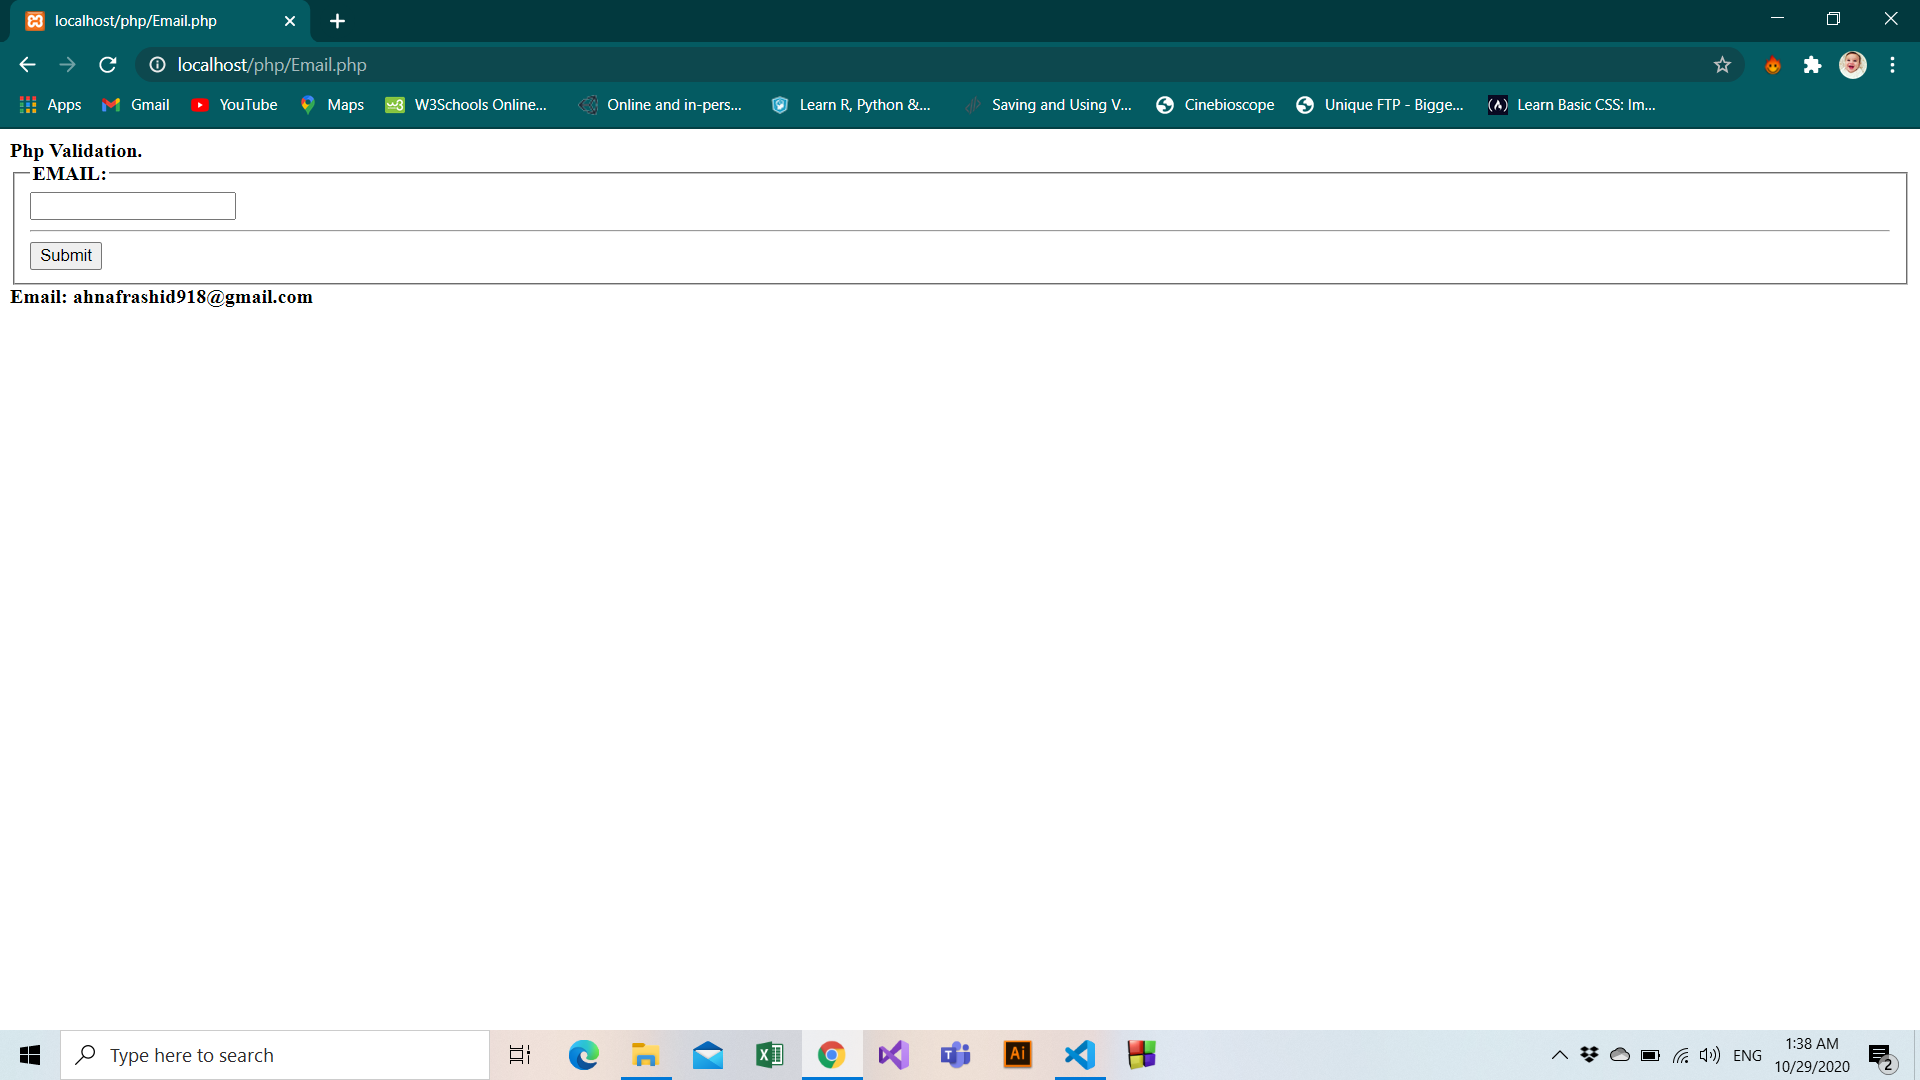 localhost/php/Email.php
localhost/php/Email.php
Apps Gmail YouTube Maps W3Schools Online... Online and in-pers... Learn R, Python &... Saving and Using V... Cinebioscope Unique FTP - Bigge... Learn Basic CSS: Im...
Php Validation.
EMAIL:
Submit
Email: ahnafrashid918@gmail.com
Type here to search
ENG
1:38 AM
10/29/2020
2